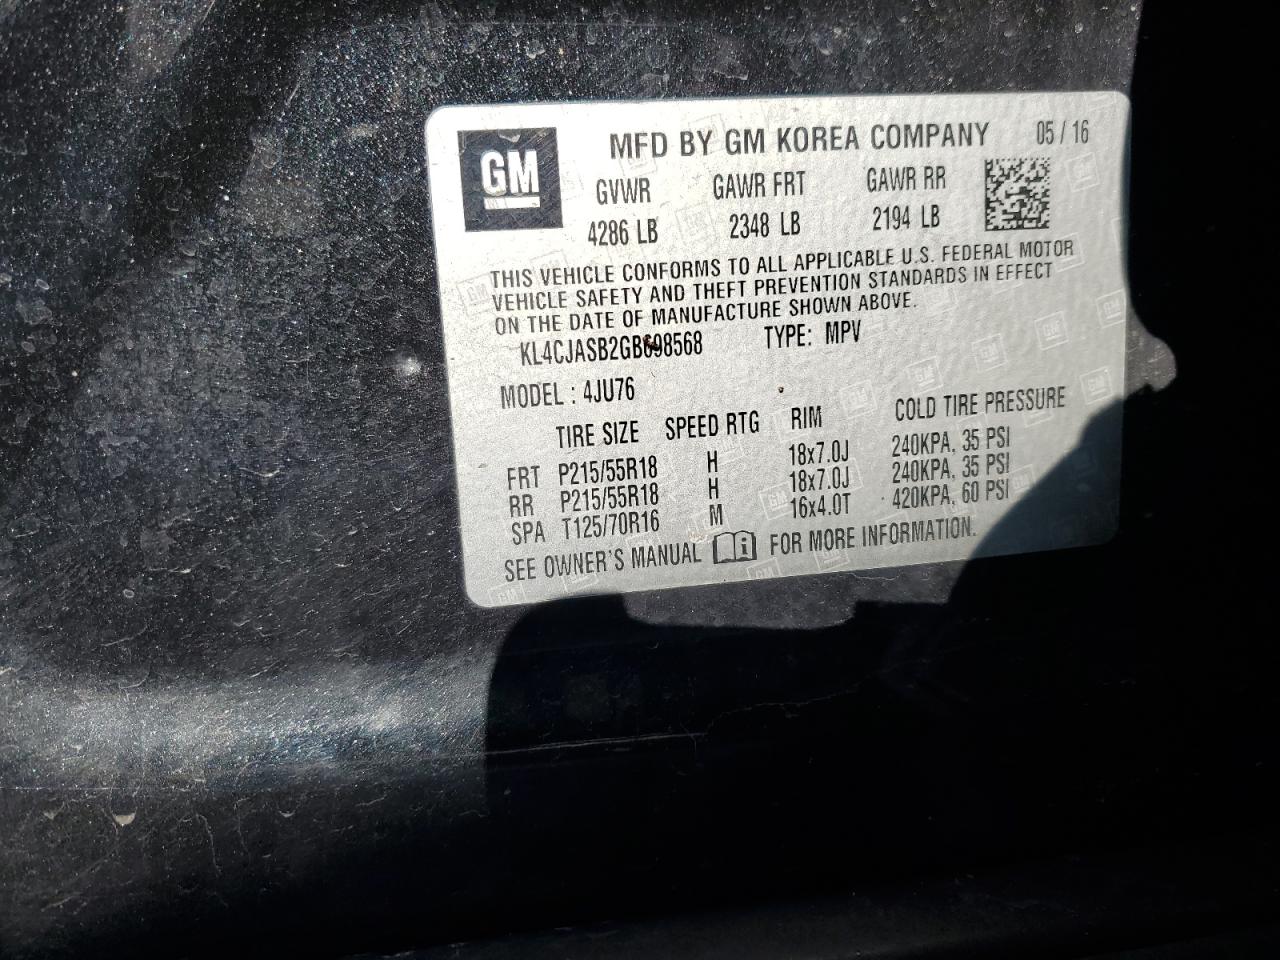 GM
MFD BY GM KOREA COMPANY 05 / 16
GVWR GAWR FRT GAWR RR
4286 LB 2348 LB 2194 LB
THIS VEHICLE CONFORMS TO ALL APPLICABLE U.S. FEDERAL MOTOR
VEHICLE SAFETY AND THEFT PREVENTION STANDARDS IN EFFECT
ON THE DATE OF MANUFACTURE SHOWN ABOVE.
KL4CJASB2GB698568 TYPE: MPV
MODEL : 4JU76
TIRE SIZE SPEED RTG RIM COLD TIRE PRESSURE
FRT P215/55R18 H 18x7.0J 240KPA, 35 PSI
RR P215/55R18 H 18x7.0J 240KPA, 35 PSI
SPA T125/70R16 M 16x4.0T 420KPA, 60 PSI
SEE OWNER'S MANUAL FOR MORE INFORMATION.